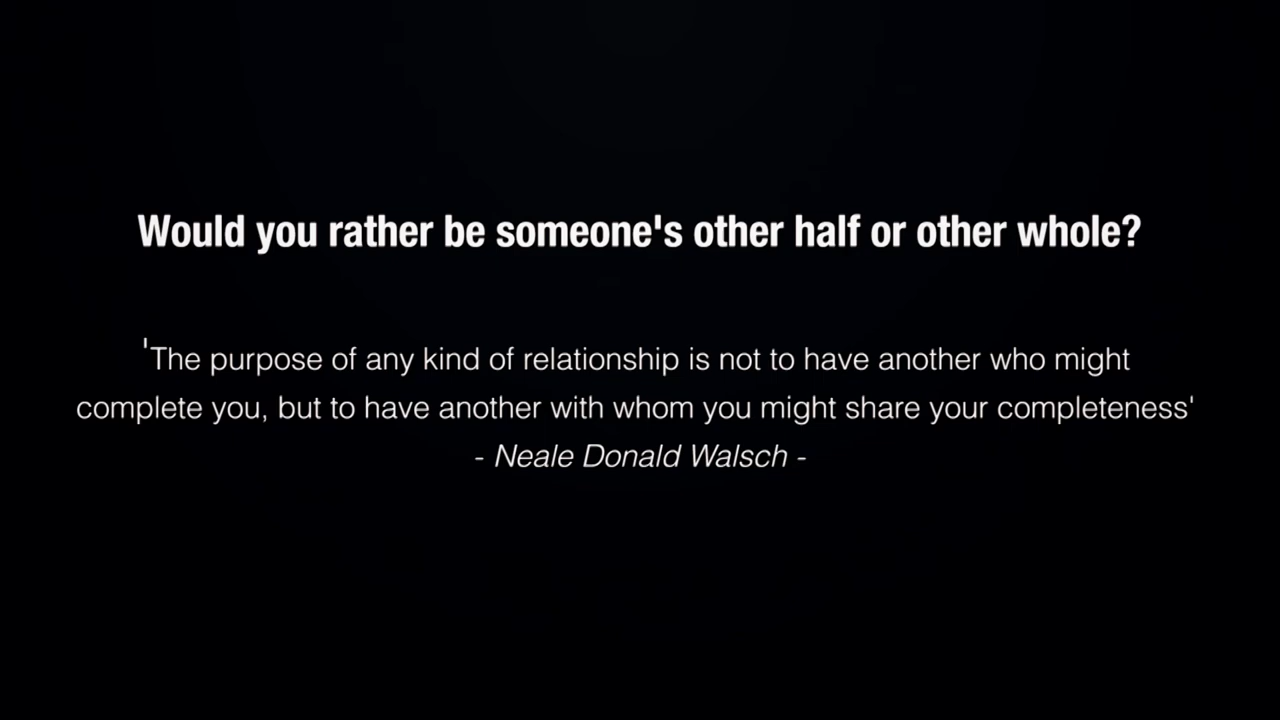 Would you rather be someone's other half or other whole?
'The purpose of any kind of relationship is not to have another who might
complete you, but to have another with whom you might share your completeness'
- Neale Donald Walsch -